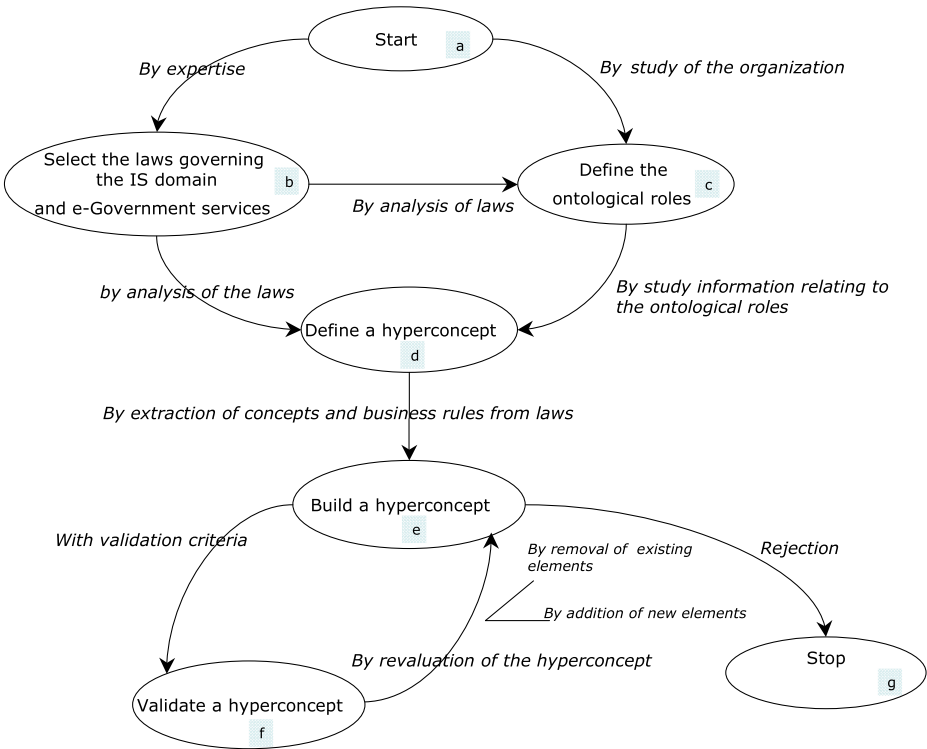 Start
a
By expertise
By study of the organization
Select the laws governing
the IS domain
and e-Government services
b
Define the
ontological roles
c
By analysis of laws
by analysis of the laws
By study information relating to
the ontological roles
Define a hyperconcept
d
By extraction of concepts and business rules from laws
Build a hyperconcept
e
With validation criteria
By removal of existing
elements
Rejection
By addition of new elements
By revaluation of the hyperconcept
Stop
g
Validate a hyperconcept
f